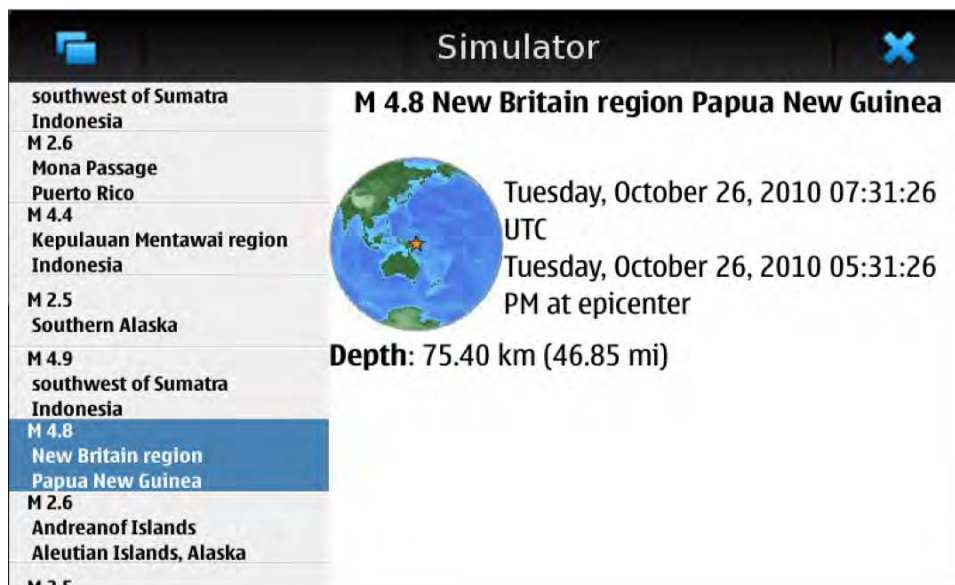 Simulator
southwest of Sumatra
Indonesia
M 2.6
Mona Passage
Puerto Rico
M 4.4
Kepulauan Mentawai region
Indonesia
M 2.5
Southern Alaska
M 4.9
southwest of Sumatra
Indonesia
M 4.8
New Britain region
Papua New Guinea
M 2.6
Andreanof Islands
Aleutian Islands, Alaska
M 4.8 New Britain region Papua New Guinea
Tuesday, October 26, 2010 07:31:26
UTC
Tuesday, October 26, 2010 05:31:26
PM at epicenter
Depth: 75.40 km (46.85 mi)